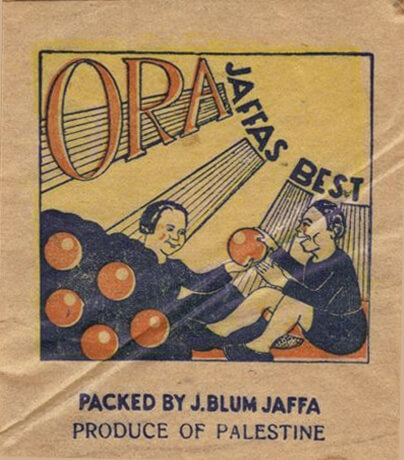 ORA
JAFFAS BEST
PACKED BY J.BLUM JAFFA
PRODUCE OF PALESTINE